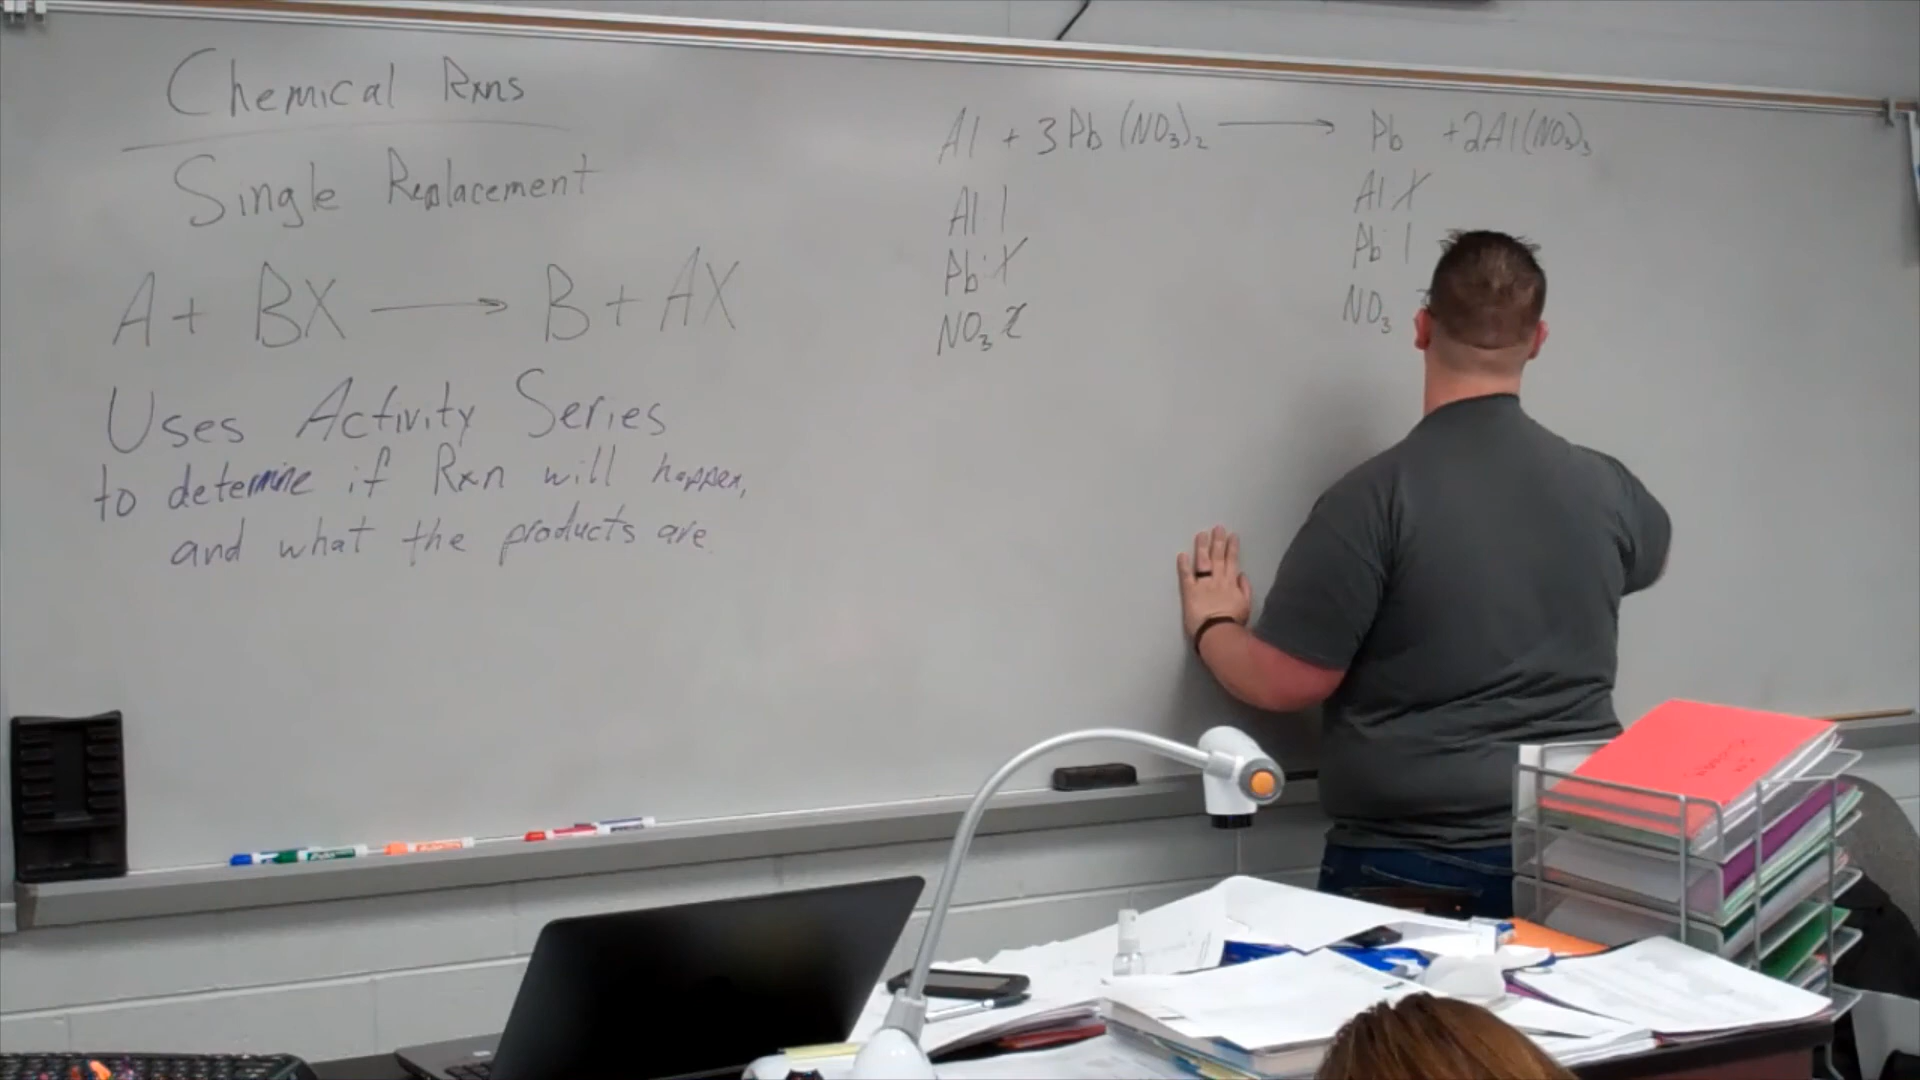 Chemical Rxns
Single Replacement
A + BX → B + AX
Uses Activity Series
to determine if Rxn will happen,
and what the products are.
Al + 3Pb(NO₃)₂ → Pb + 2Al(NO₃)₃
Al 1
Pb
NO₃
Al
Pb 1
NO₃